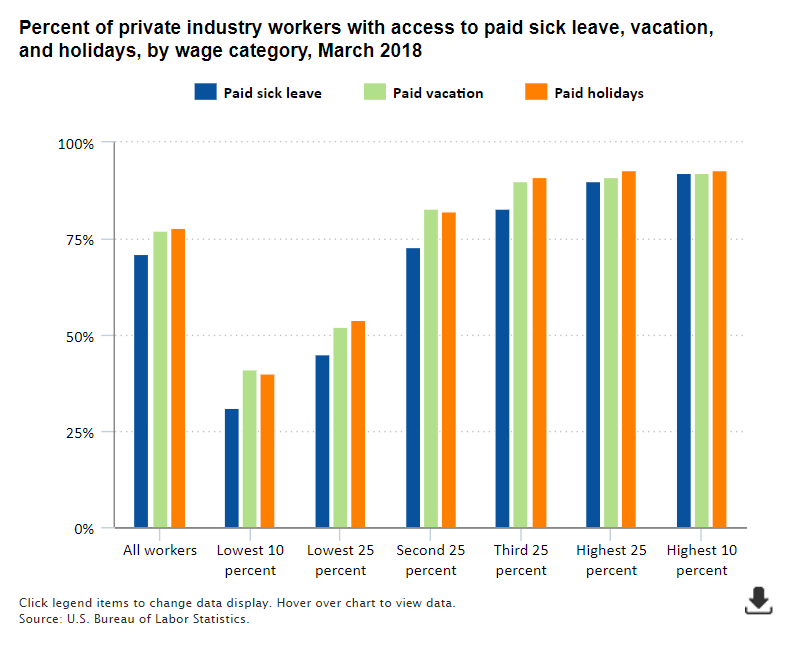 Percent of private industry workers with access to paid sick leave, vacation,
and holidays, by wage category, March 2018
Paid sick leave
Paid vacation
Paid holidays
100%
75%
50%
25%
0%
All workers
Lowest 10
percent
Lowest 25
percent
Second 25
percent
Third 25
percent
Highest 25
percent
Highest 10
percent
Click legend items to change data display. Hover over chart to view data.
Source: U.S. Bureau of Labor Statistics.